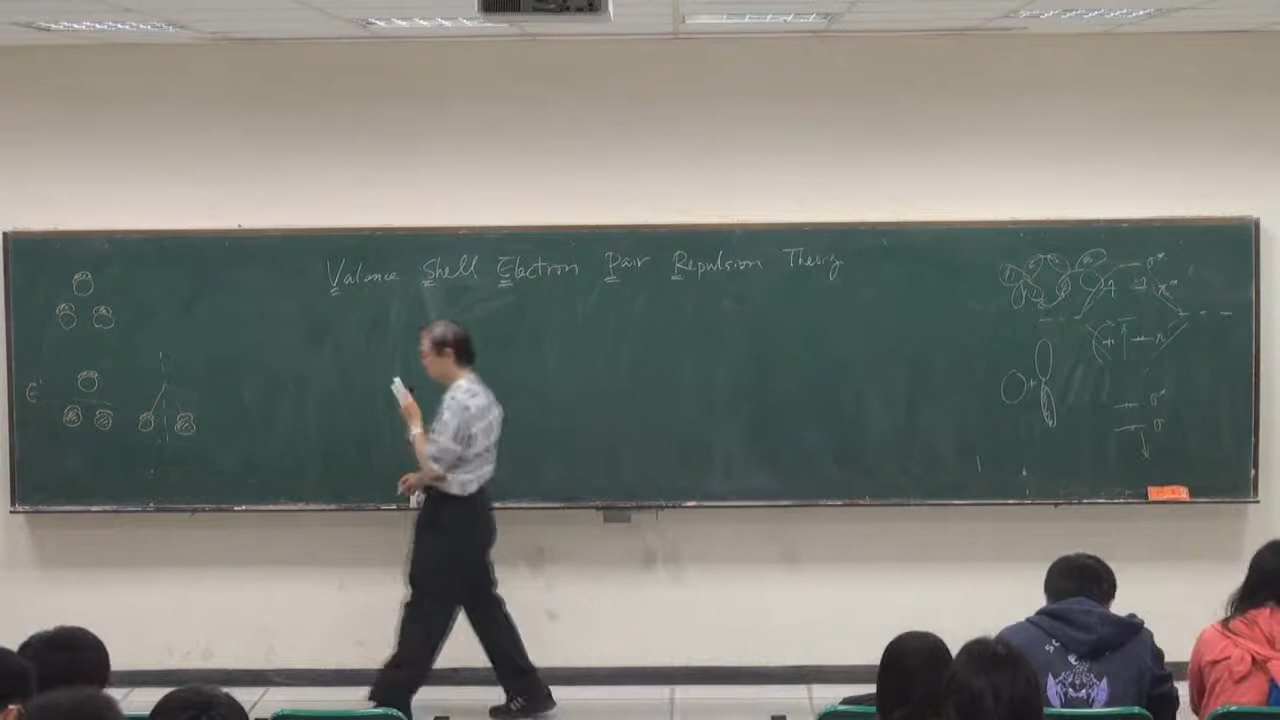 Valance Shell Electron Pair Repulsion Theory
E'
σ*
π*
π
σ*
σ